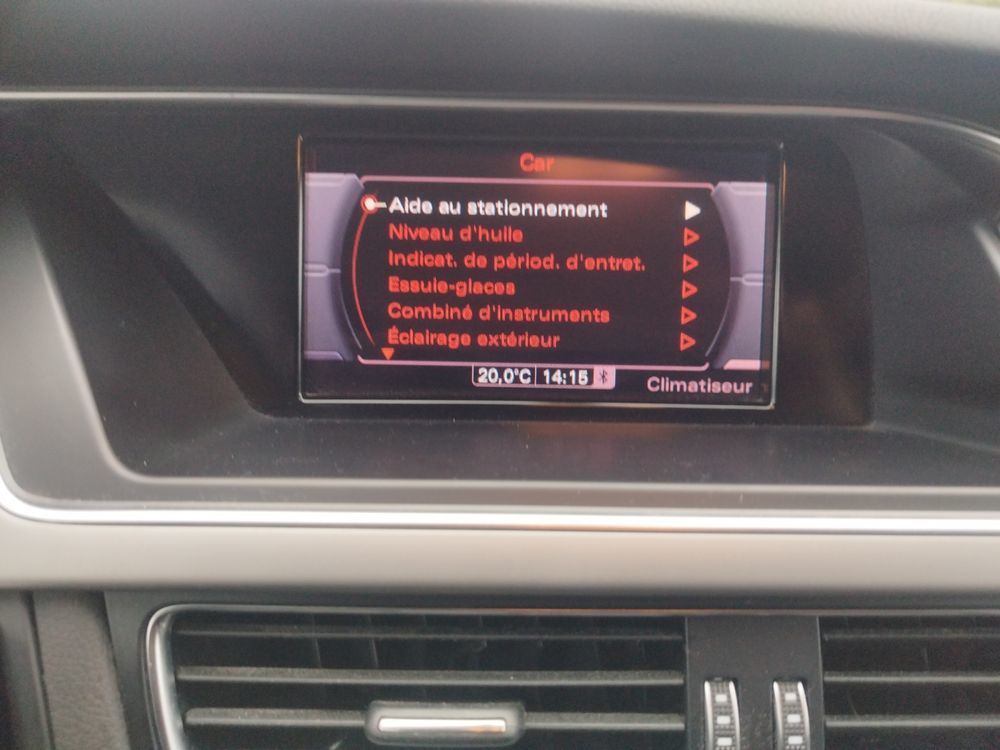 Car
Aide au stationnement
Niveau d'huile
Indicat. de périod. d'entret.
Essuie-glaces
Combiné d'instruments
Éclairage extérieur
20,0°C 14:15
Climatiseur